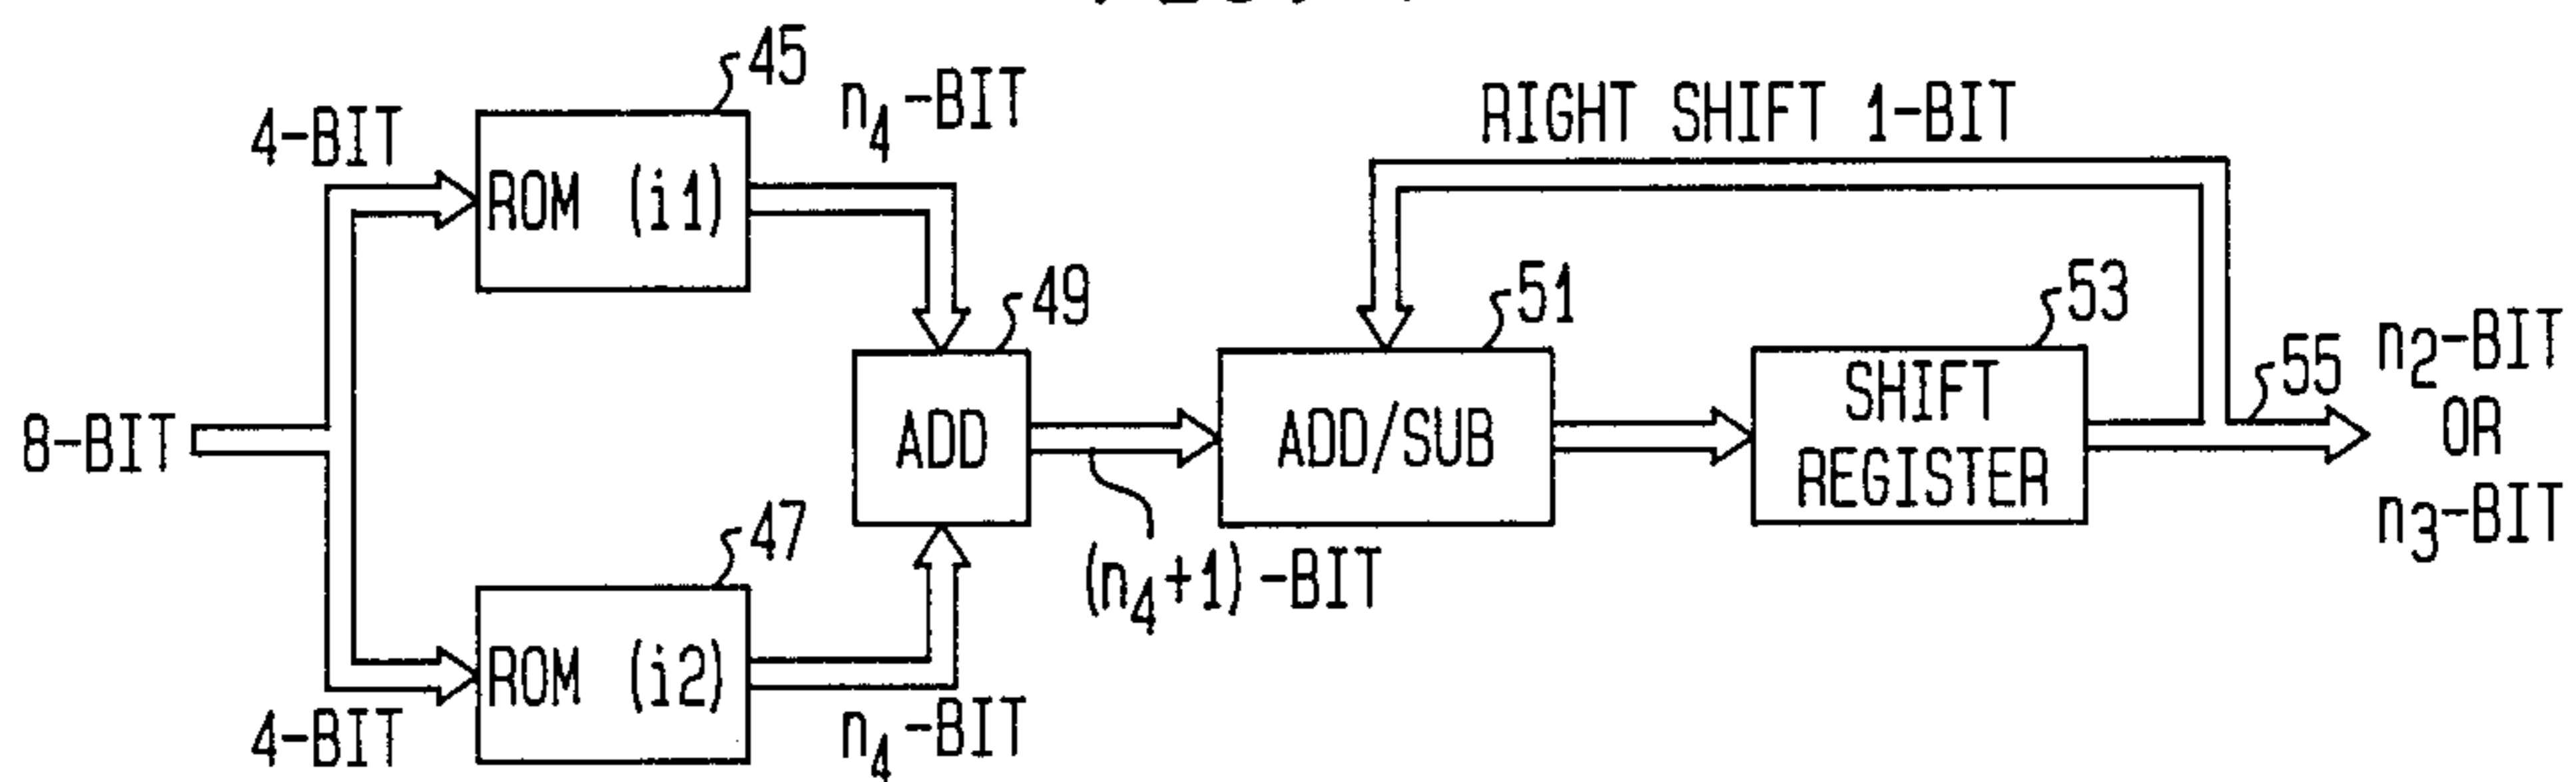 45
4-BIT
n₄-BIT
RIGHT SHIFT 1-BIT
ROM (i1)
49
51
53
55
n₂-BIT
OR
n₃-BIT
8-BIT
ADD
ADD/SUB
SHIFT
REGISTER
(n₄+1)-BIT
47
ROM (i2)
4-BIT
n₄-BIT